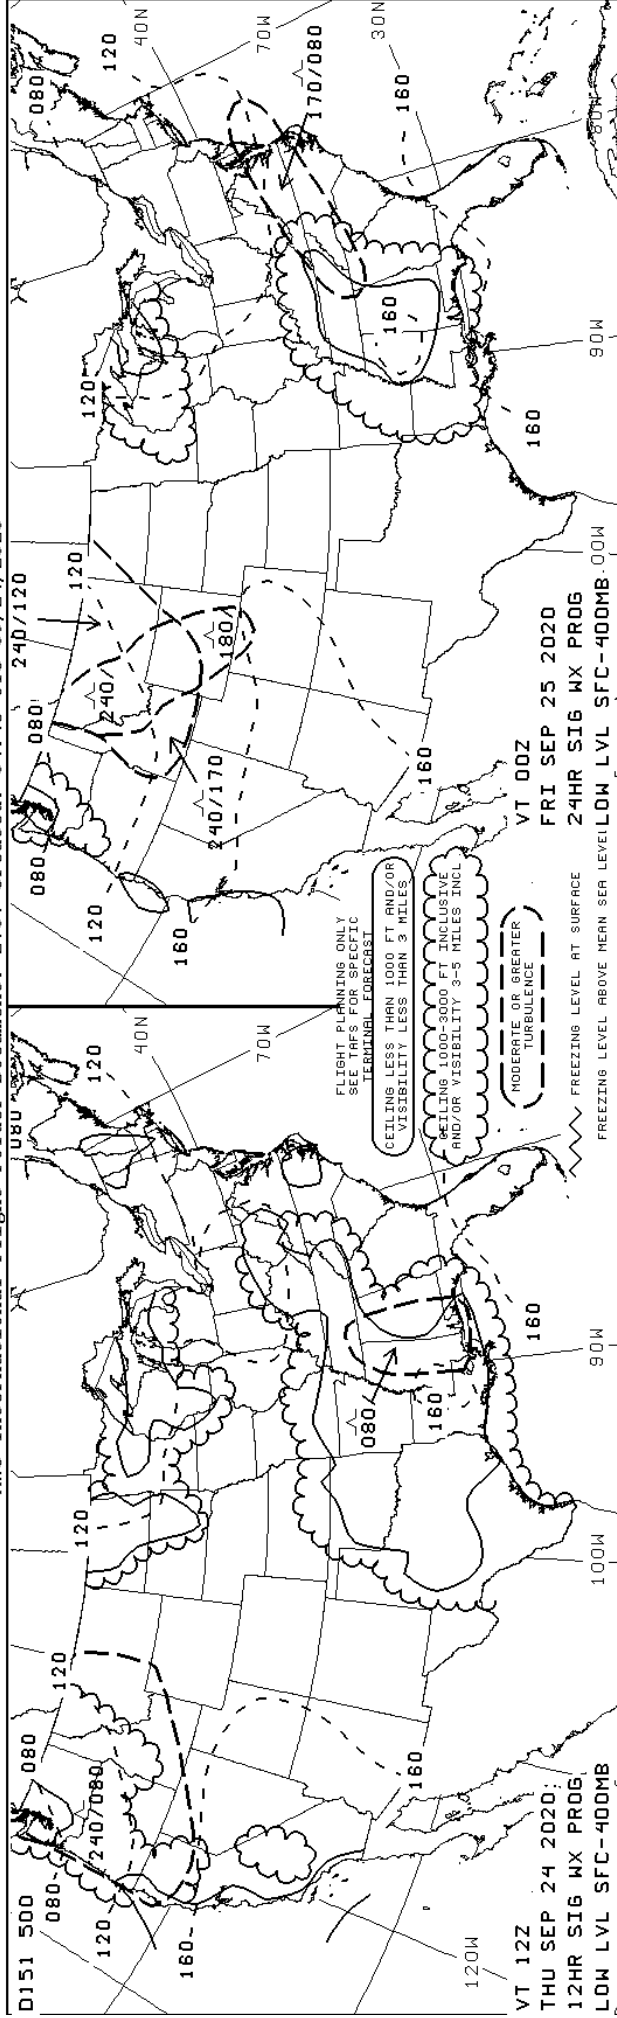 D151 500
080
080
240/080
120
160
120
120
080
120
40N
70W
160
080/
160
160
90W
100W
120W
VT 12Z
THU SEP 24 2020
12HR SIG WX PROG
LOW LVL SFC-400MB
FLIGHT PLANNING ONLY
SEE TAFS FOR SPECFIC
TERMINAL FORECAST
CEILING LESS THAN 1000 FT AND/OR
VISIBILITY LESS THAN 3 MILES
CEILING 1000-3000 FT INCLUSIVE
AND/OR VISIBILITY 3-5 MILES INCL
MODERATE OR GREATER
TURBULENCE
FREEZING LEVEL AT SURFACE
FREEZING LEVEL ABOVE MEAN SEA LEVEL
080
080
240/120
120
120
240/
160
240/170
180/
120
080
120
40N
70W
170/080
30N
160
160
160
160
80W
90W
00W
VT 00Z
FRI SEP 25 2020
24HR SIG WX PROG
LOW LVL SFC-400MB